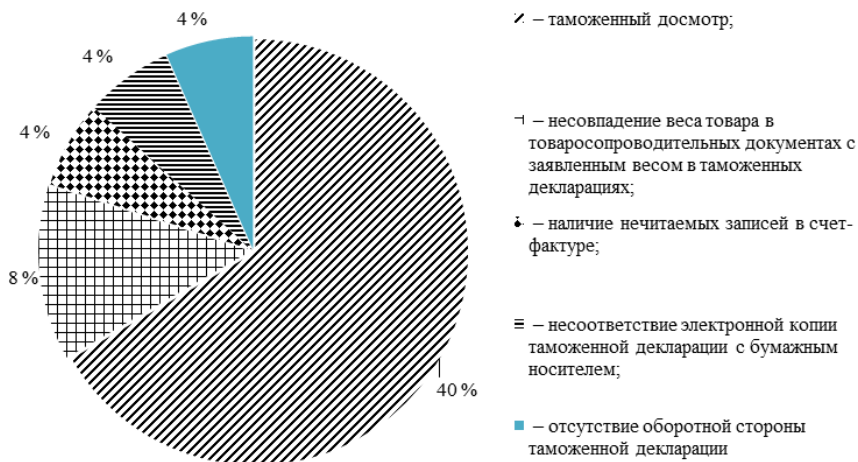 4 %
4 %
4 %
8 %
40 %
– таможенный досмотр;
– несовпадение веса товара в
товаросопроводительных документах с
заявленным весом в таможенных
декларациях;
– наличие нечитаемых записей в счет-
фактуре;
– несоответствие электронной копии
таможенной декларации с бумажным
носителем;
– отсутствие оборотной стороны
таможенной декларации